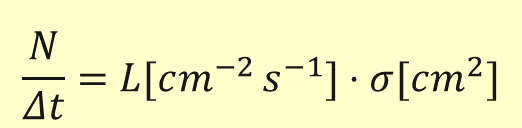 N/Δt = L[cm⁻² s⁻¹] · σ[cm²]